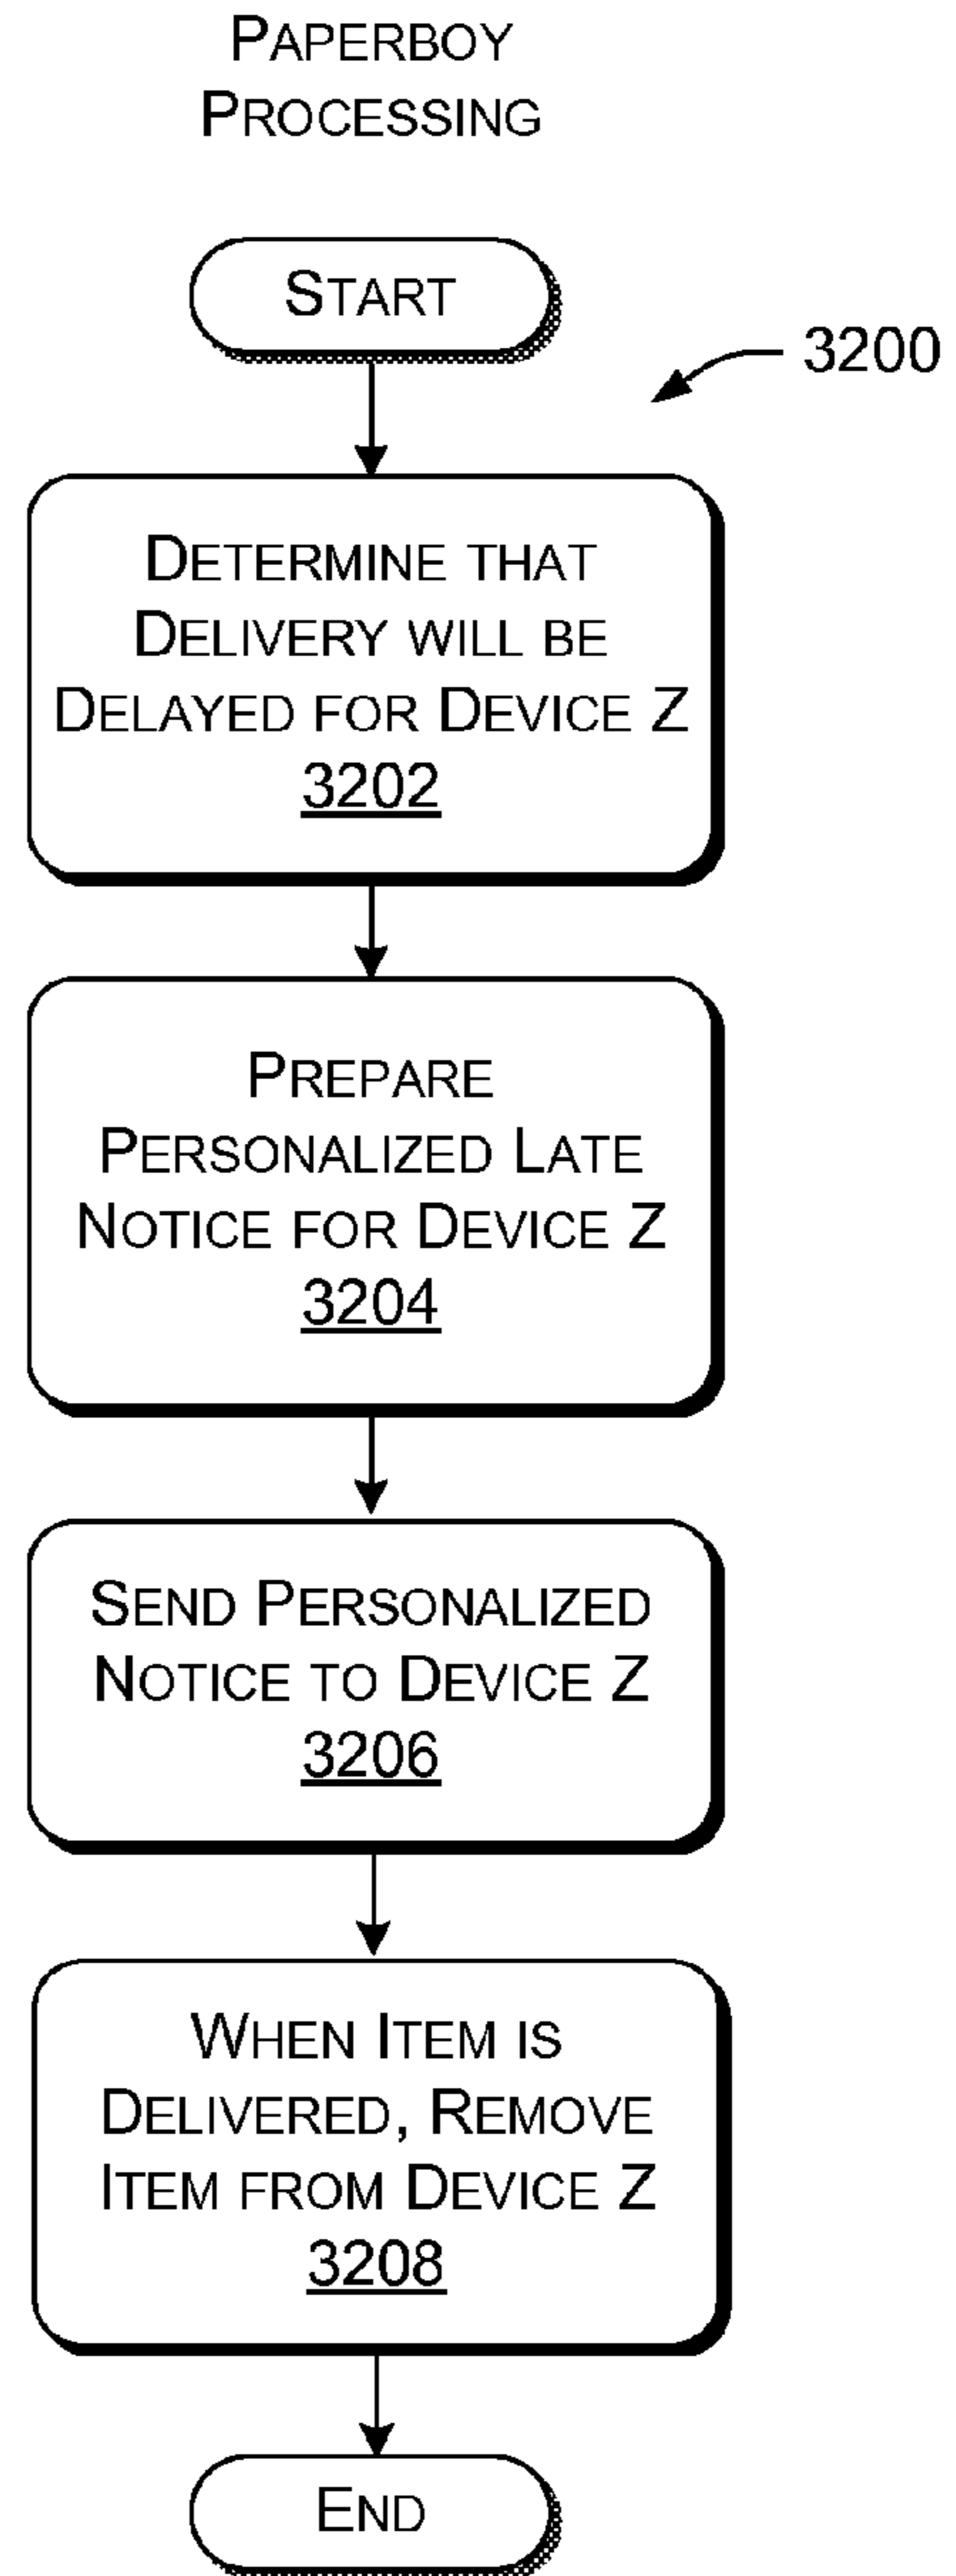 PAPERBOY
PROCESSING
START
3200
DETERMINE THAT
DELIVERY WILL BE
DELAYED FOR DEVICE Z
3202
PREPARE
PERSONALIZED LATE
NOTICE FOR DEVICE Z
3204
SEND PERSONALIZED
NOTICE TO DEVICE Z
3206
WHEN ITEM IS
DELIVERED, REMOVE
ITEM FROM DEVICE Z
3208
END